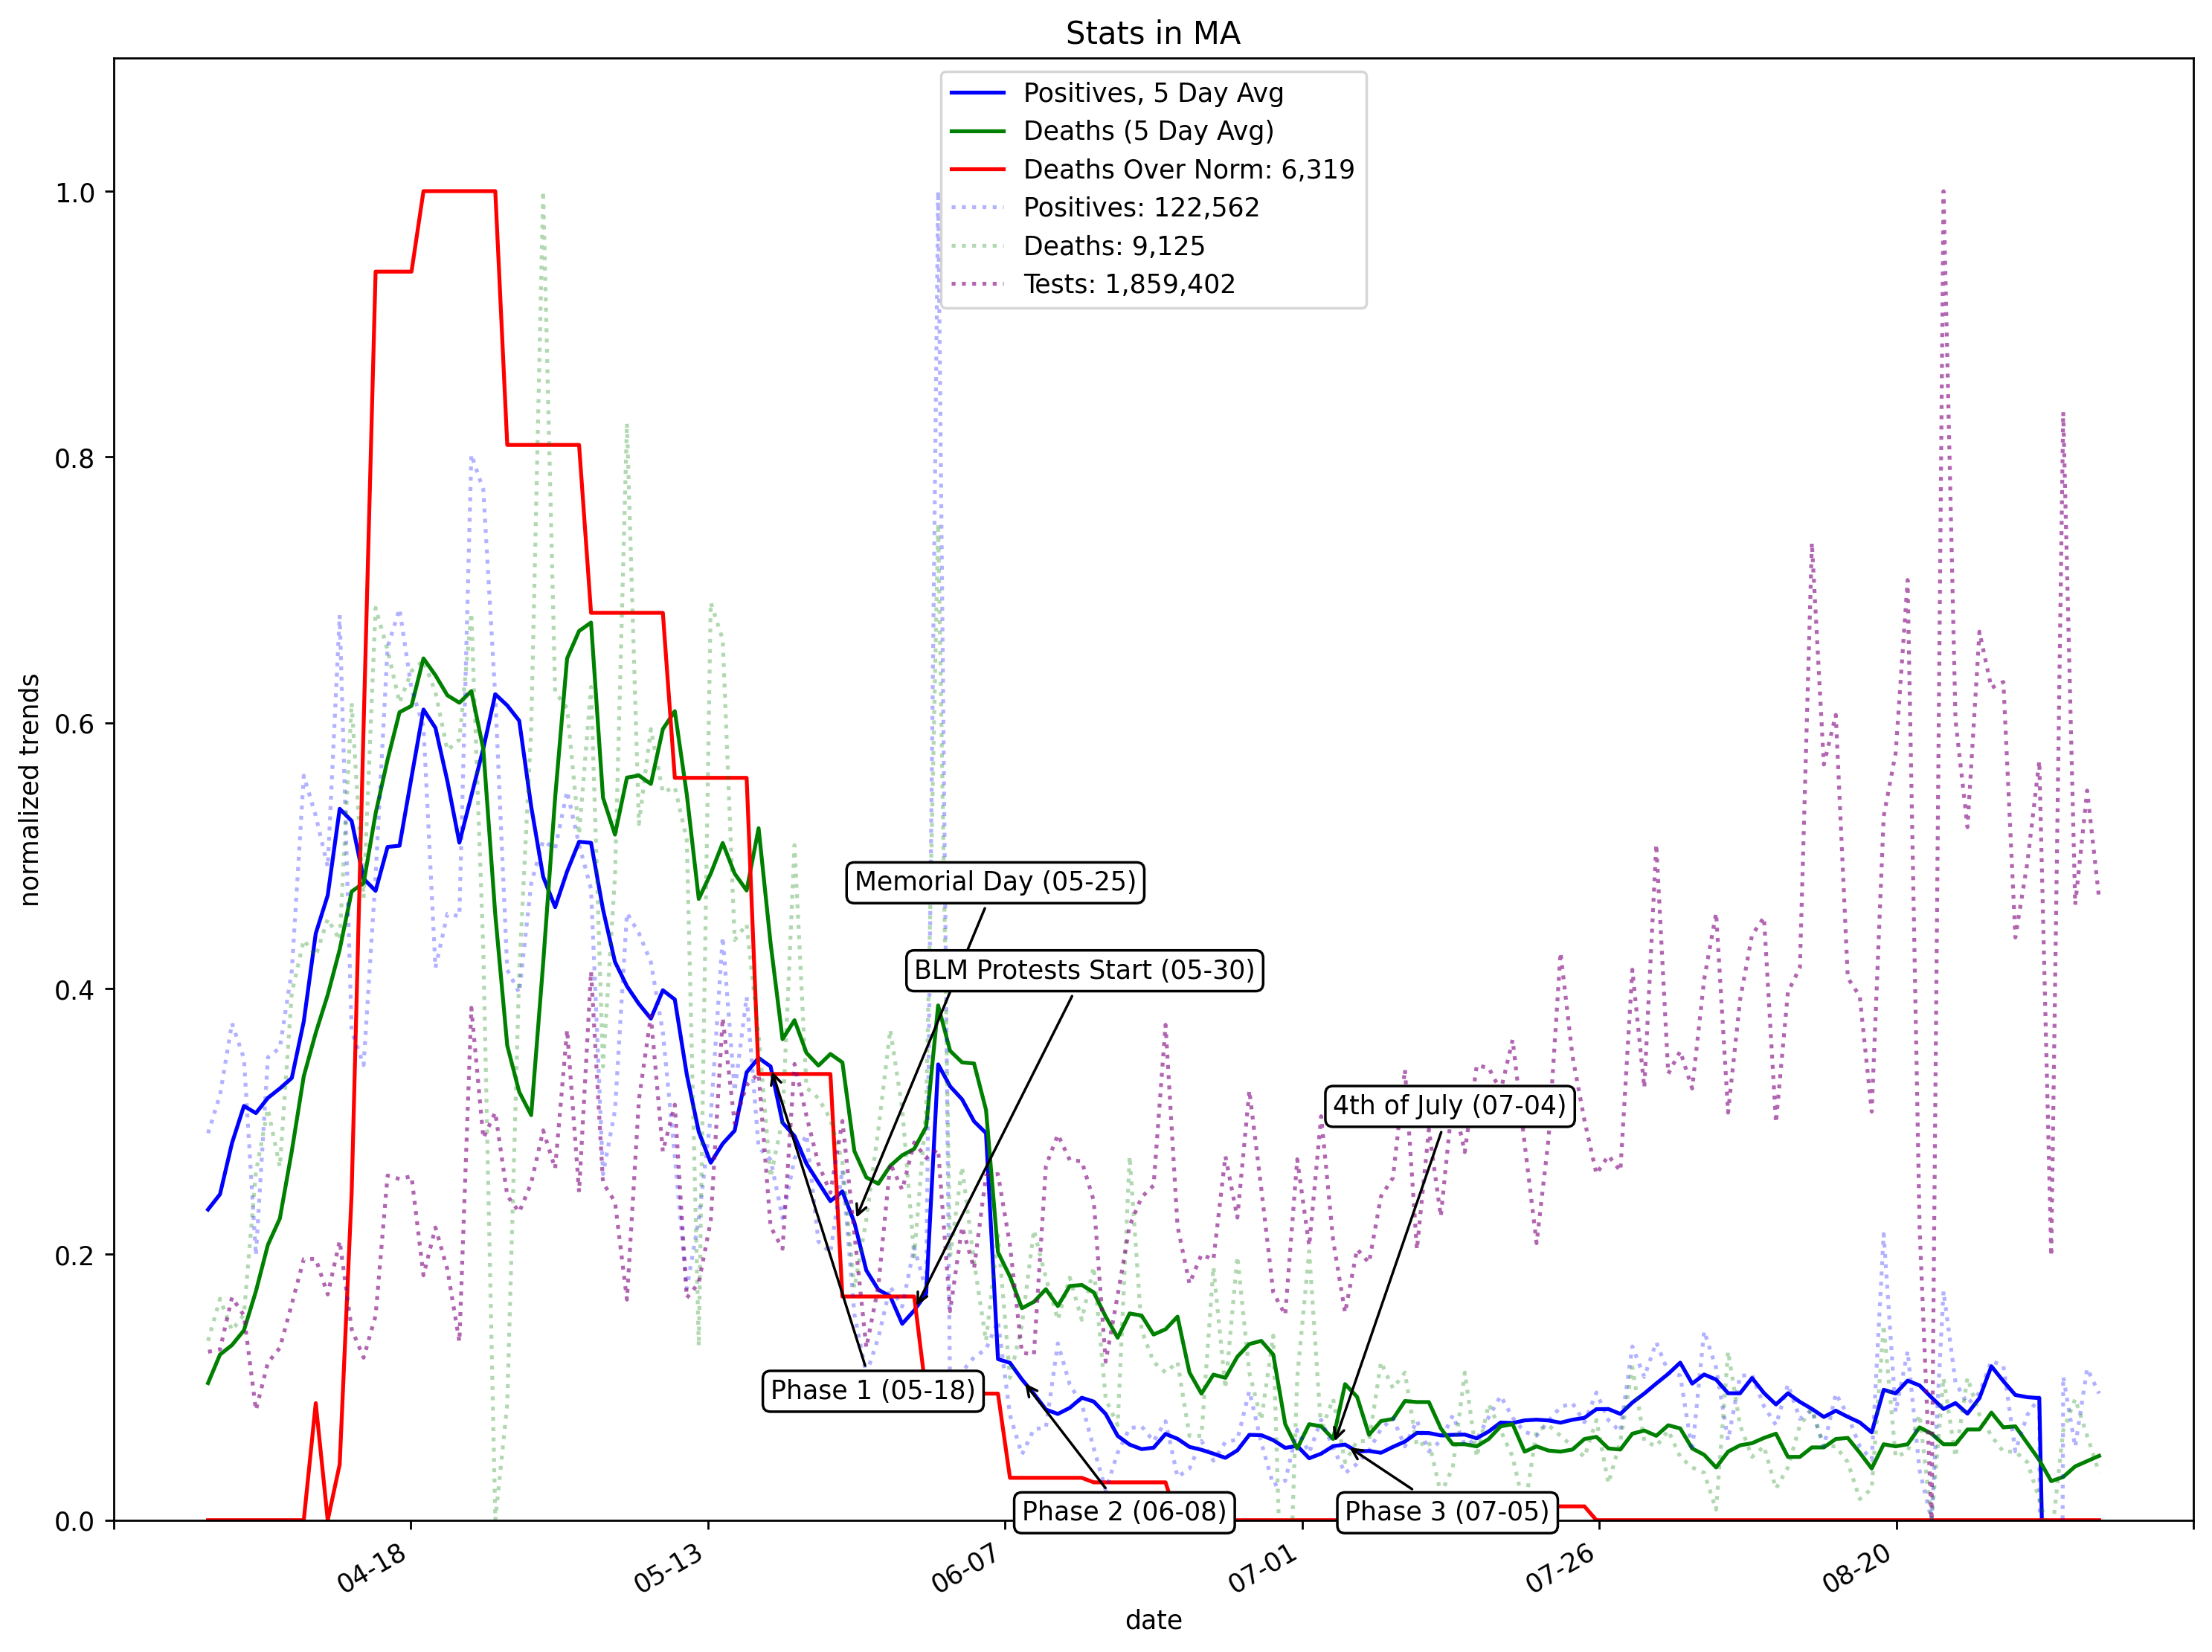 Stats in MA
Positives, 5 Day Avg
Deaths (5 Day Avg)
Deaths Over Norm: 6,319
Positives: 122,562
Deaths: 9,125
Tests: 1,859,402
normalized trends
1.0
0.8
0.6
0.4
0.2
0.0
Memorial Day (05-25)
BLM Protests Start (05-30)
4th of July (07-04)
Phase 1 (05-18)
Phase 2 (06-08)
Phase 3 (07-05)
04-18
05-13
06-07
07-01
07-26
08-20
date